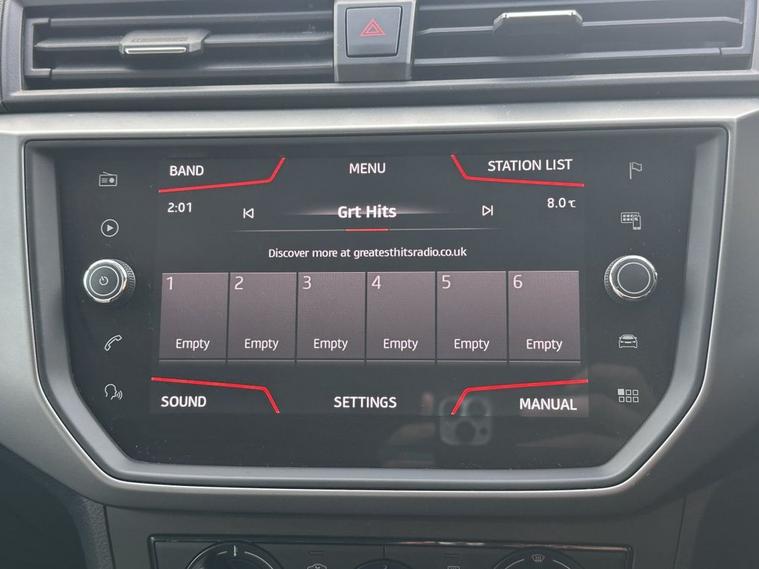 BAND MENU STATION LIST
2:01 Grt Hits 8.0 °C
Discover more at greatesthitsradio.co.uk
1 2 3 4 5 6
Empty Empty Empty Empty Empty Empty
SOUND SETTINGS MANUAL